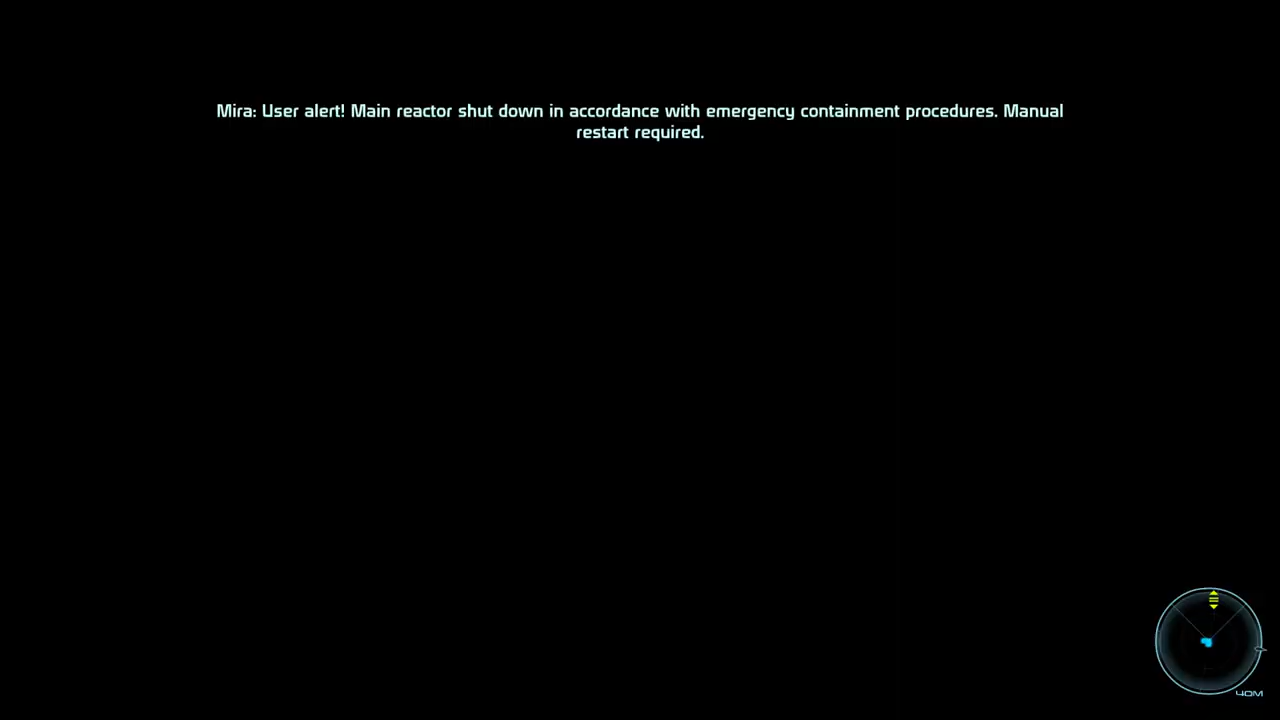 Mira: User alert! Main reactor shut down in accordance with emergency containment procedures. Manual
restart required.
40M